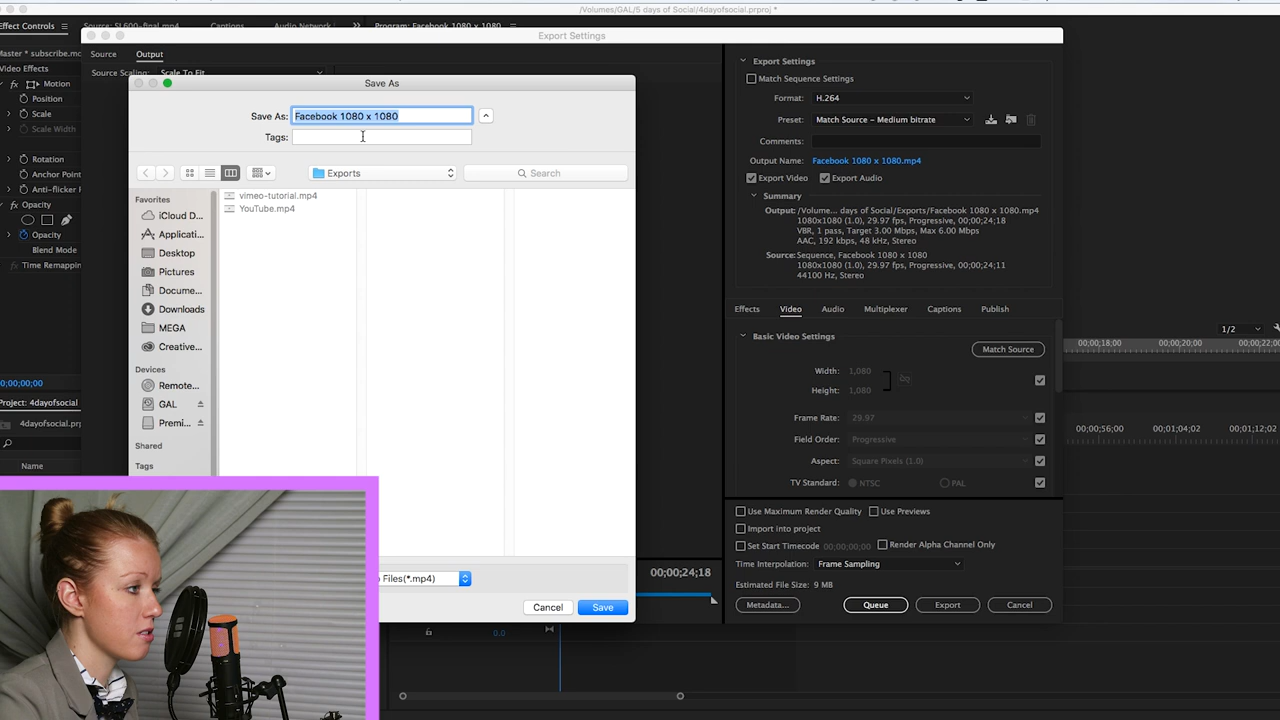 /Volumes/GAL/5 days of Social/4dayofsocial.prproj *
Effect Controls
Source: SL600-final.mp4
Captions
Audio Network
Program: Facebook 1080 x 1080
Export Settings
Master * subscribe.mc
Video Effects
Motion
Position
Scale
Scale Width
Rotation
Anchor Point
Anti-flicker F
Opacity
Opacity
Blend Mode
Time Remapping
00;00;00;00
Project: 4dayofsocial
4dayofsocial.prp
Name
Source
Output
Source Scaling:
Scale To Fit
Save As
Save As:
Facebook 1080 x 1080
Tags:
Exports
Search
Favorites
iCloud D...
Applicati...
Desktop
Pictures
Docume...
Downloads
MEGA
Creative...
Devices
Remote...
GAL
Premi...
Shared
Tags
vimeo-tutorial.mp4
YouTube.mp4
Files(*.mp4)
Cancel
Save
00;00;24;18
0.0
Export Settings
Match Sequence Settings
Format:
H.264
Preset:
Match Source – Medium bitrate
Comments:
Output Name:
Facebook 1080 x 1080.mp4
Export Video
Export Audio
Summary
Output:
/Volume... days of Social/Exports/Facebook 1080 x 1080.mp4
1080x1080 (1.0), 29.97 fps, Progressive, 00;00;24;18
VBR, 1 pass, Target 3.00 Mbps, Max 6.00 Mbps
AAC, 192 kbps, 48 kHz, Stereo
Source:
Sequence, Facebook 1080 x 1080
1080x1080 (1.0), 29.97 fps, Progressive, 00;00;24;11
44100 Hz, Stereo
Effects
Video
Audio
Multiplexer
Captions
Publish
Basic Video Settings
Match Source
Width:
1,080
Height:
1,080
Frame Rate:
29.97
Field Order:
Progressive
Aspect:
Square Pixels (1.0)
TV Standard:
NTSC
PAL
Use Maximum Render Quality
Use Previews
Import into project
Set Start Timecode
00;00;00;00
Render Alpha Channel Only
Time Interpolation:
Frame Sampling
Estimated File Size:
9 MB
Metadata...
Queue
Export
Cancel
1/2
00;00;18;00
00;00;20;00
00;00;22;00
00;00;56;00
00;01;04;02
00;01;12;02